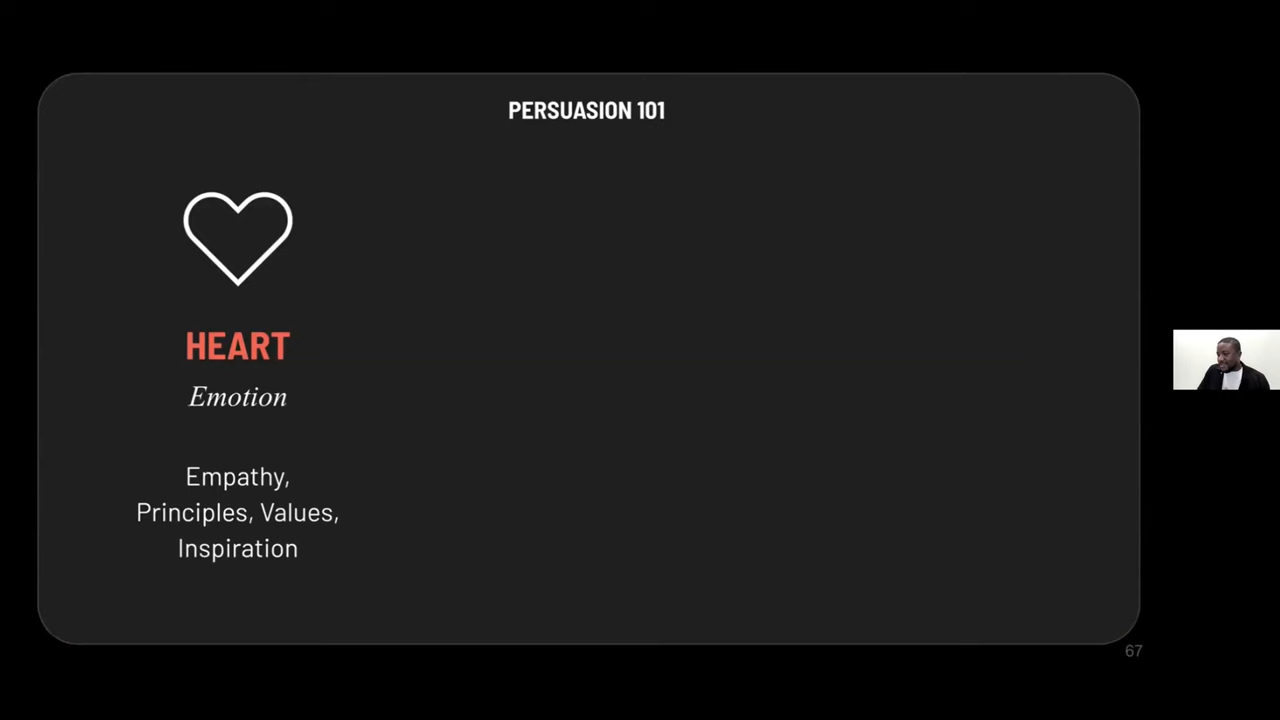 PERSUASION 101
HEART
Emotion
Empathy,
Principles, Values,
Inspiration
67